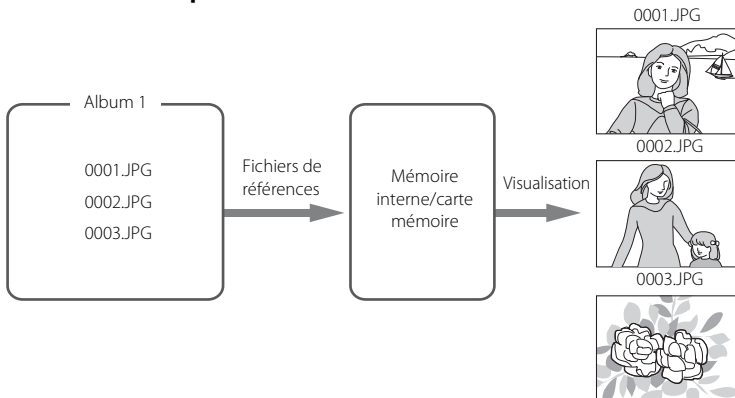 Album 1
0001.JPG
0002.JPG
0003.JPG
Fichiers de
références
Mémoire
interne/carte
mémoire
Visualisation
0001.JPG
0002.JPG
0003.JPG